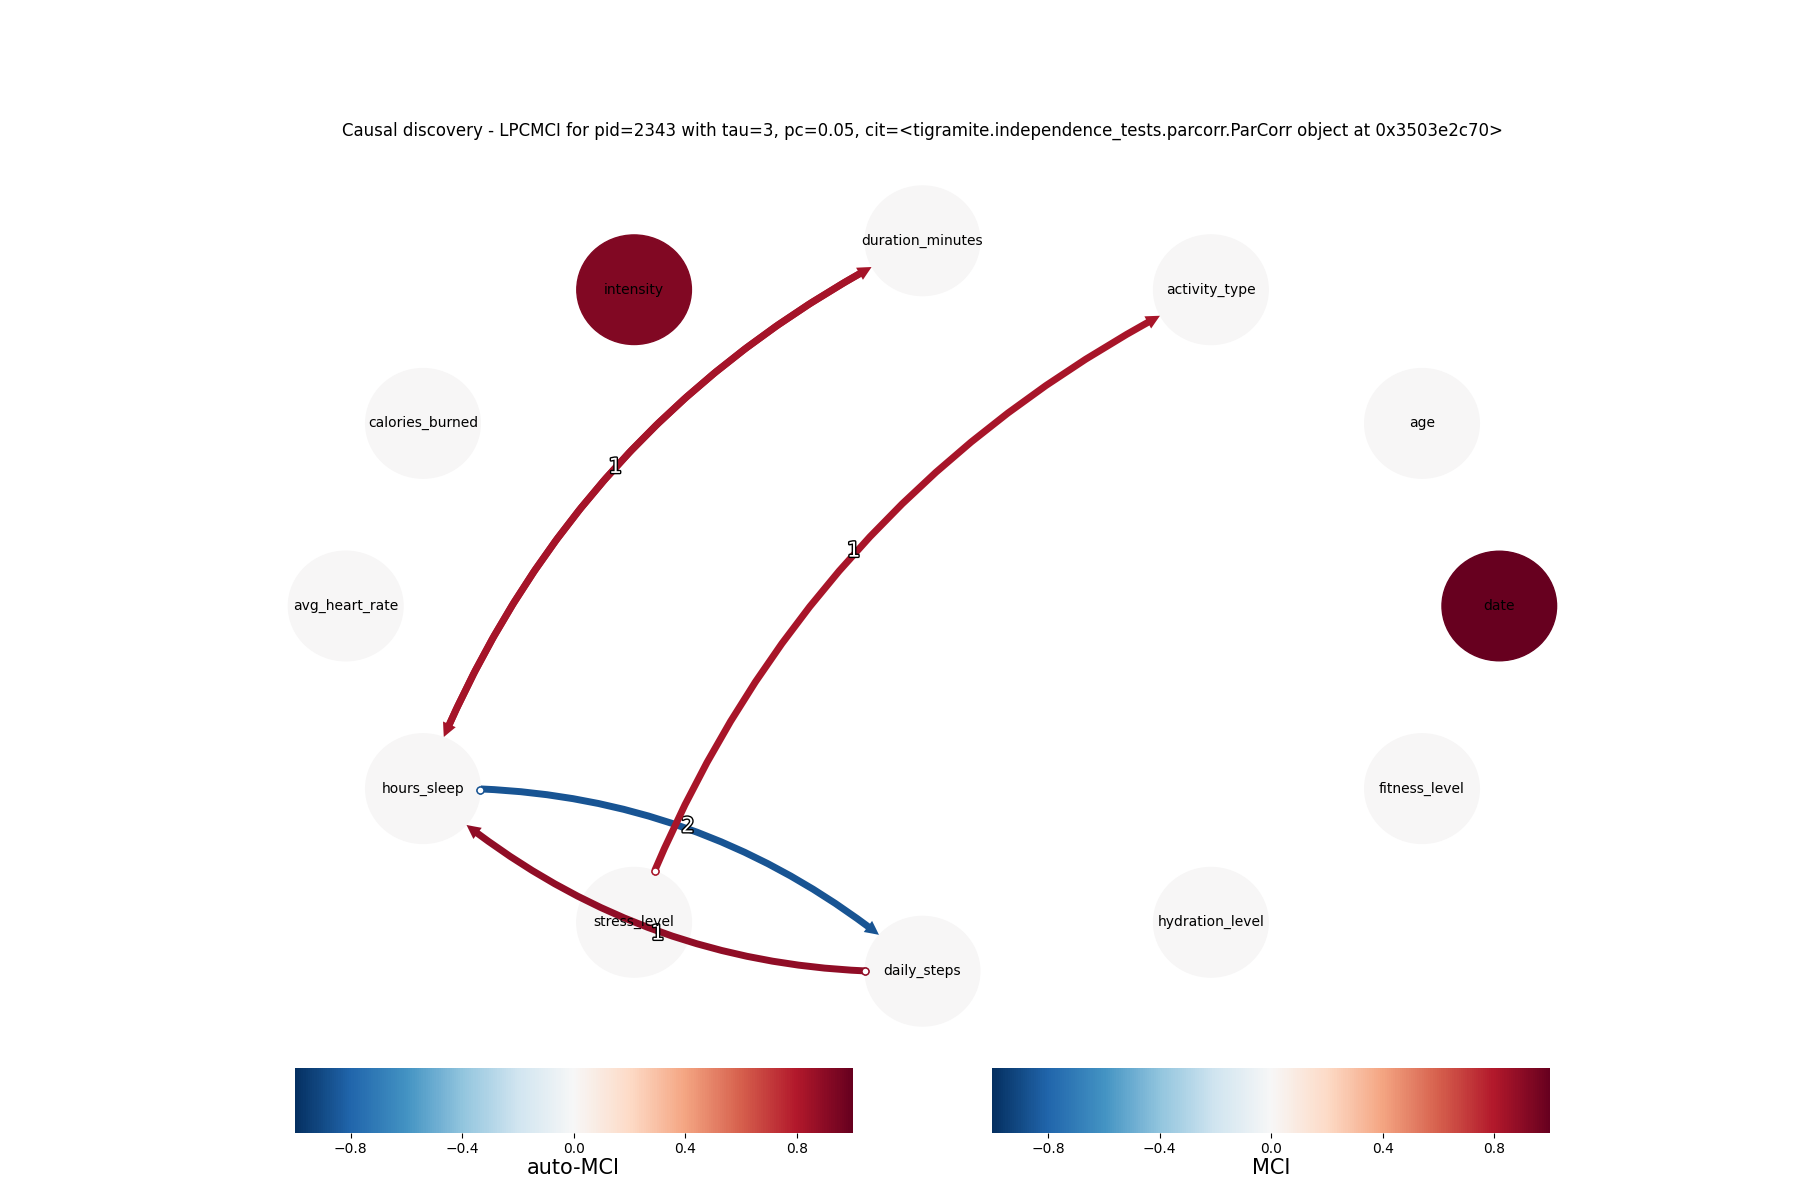 Causal discovery - LPCMCI for pid=2343 with tau=3, pc=0.05, cit=<tigramite.independence_tests.parcorr.ParCorr object at 0x3503e2c70>
duration_minutes
intensity
activity_type
calories_burned
age
1
1
avg_heart_rate
date
hours_sleep
fitness_level
2
stress_level
1
hydration_level
daily_steps
−0.8 −0.4 0.0 0.4 0.8
auto-MCI
−0.8 −0.4 0.0 0.4 0.8
MCI